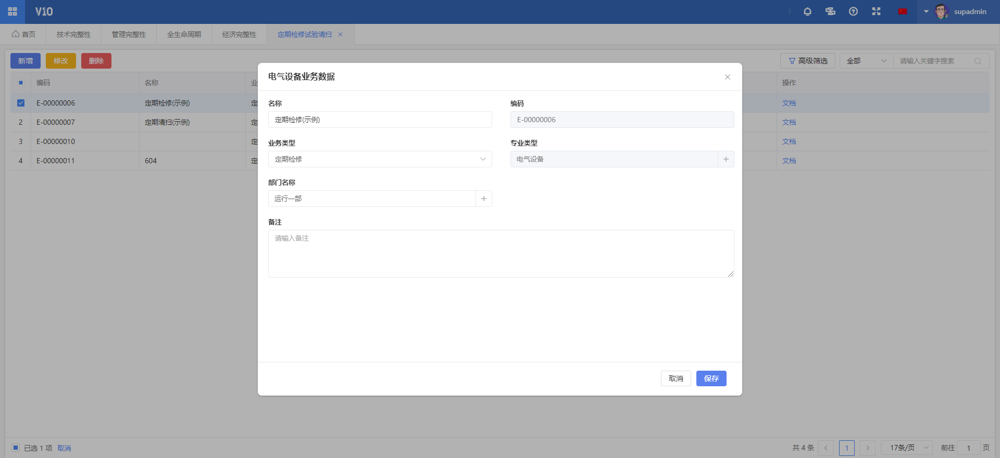 V10
supadmin
首页
技术完整性
管理完整性
全生命周期
经济完整性
定期检修试验清扫
新增
修改
删除
高级筛选
全部
请输入关键字搜索
编码
名称
业
操作
E-00000006
定期检修(示例)
定
文档
2
E-00000007
定期清扫(示例)
定
文档
3
E-00000010
定
文档
4
E-00000011
604
定
文档
电气设备业务数据
名称
编码
定期检修(示例)
E-00000006
业务类型
专业类型
定期检修
电气设备
部门名称
运行一部
备注
请输入备注
取消
保存
已选 1 项
取消
共 4 条
1
17条/页
前往
1
页